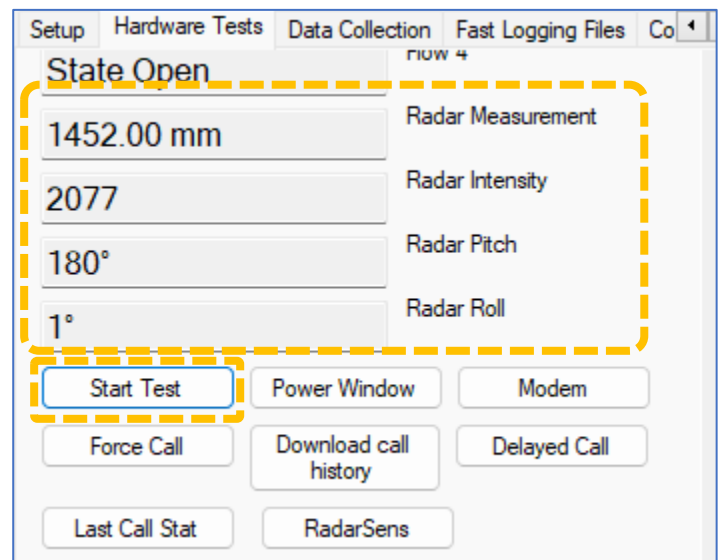 Setup Hardware Tests Data Collection Fast Logging Files Co
State Open Flow 4
1452.00 mm Radar Measurement
2077 Radar Intensity
180° Radar Pitch
1° Radar Roll
Start Test Power Window Modem
Force Call Download call history Delayed Call
Last Call Stat RadarSens